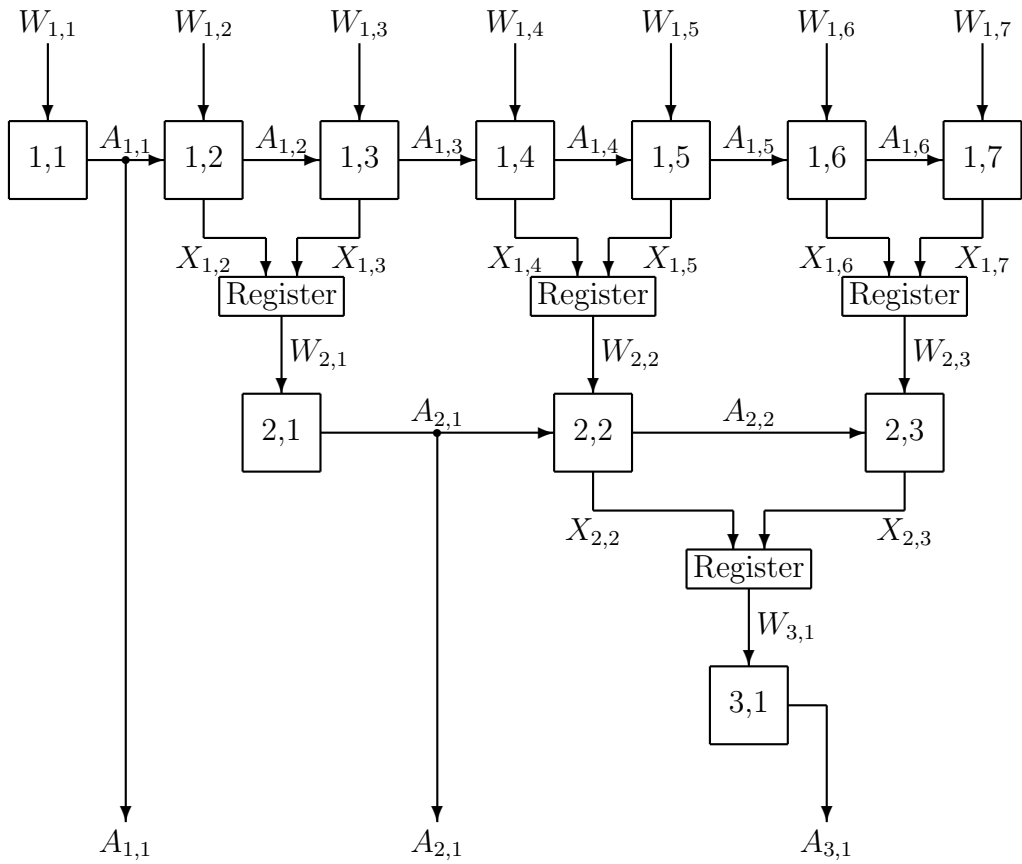 W1,1 W1,2 W1,3 W1,4 W1,5 W1,6 W1,7
A1,1 A1,2 A1,3 A1,4 A1,5 A1,6
1,1 1,2 1,3 1,4 1,5 1,6 1,7
X1,2 X1,3 X1,4 X1,5 X1,6 X1,7
Register Register Register
W2,1 W2,2 W2,3
A2,1 A2,2
2,1 2,2 2,3
X2,2 X2,3
Register
W3,1
3,1
A1,1 A2,1 A3,1